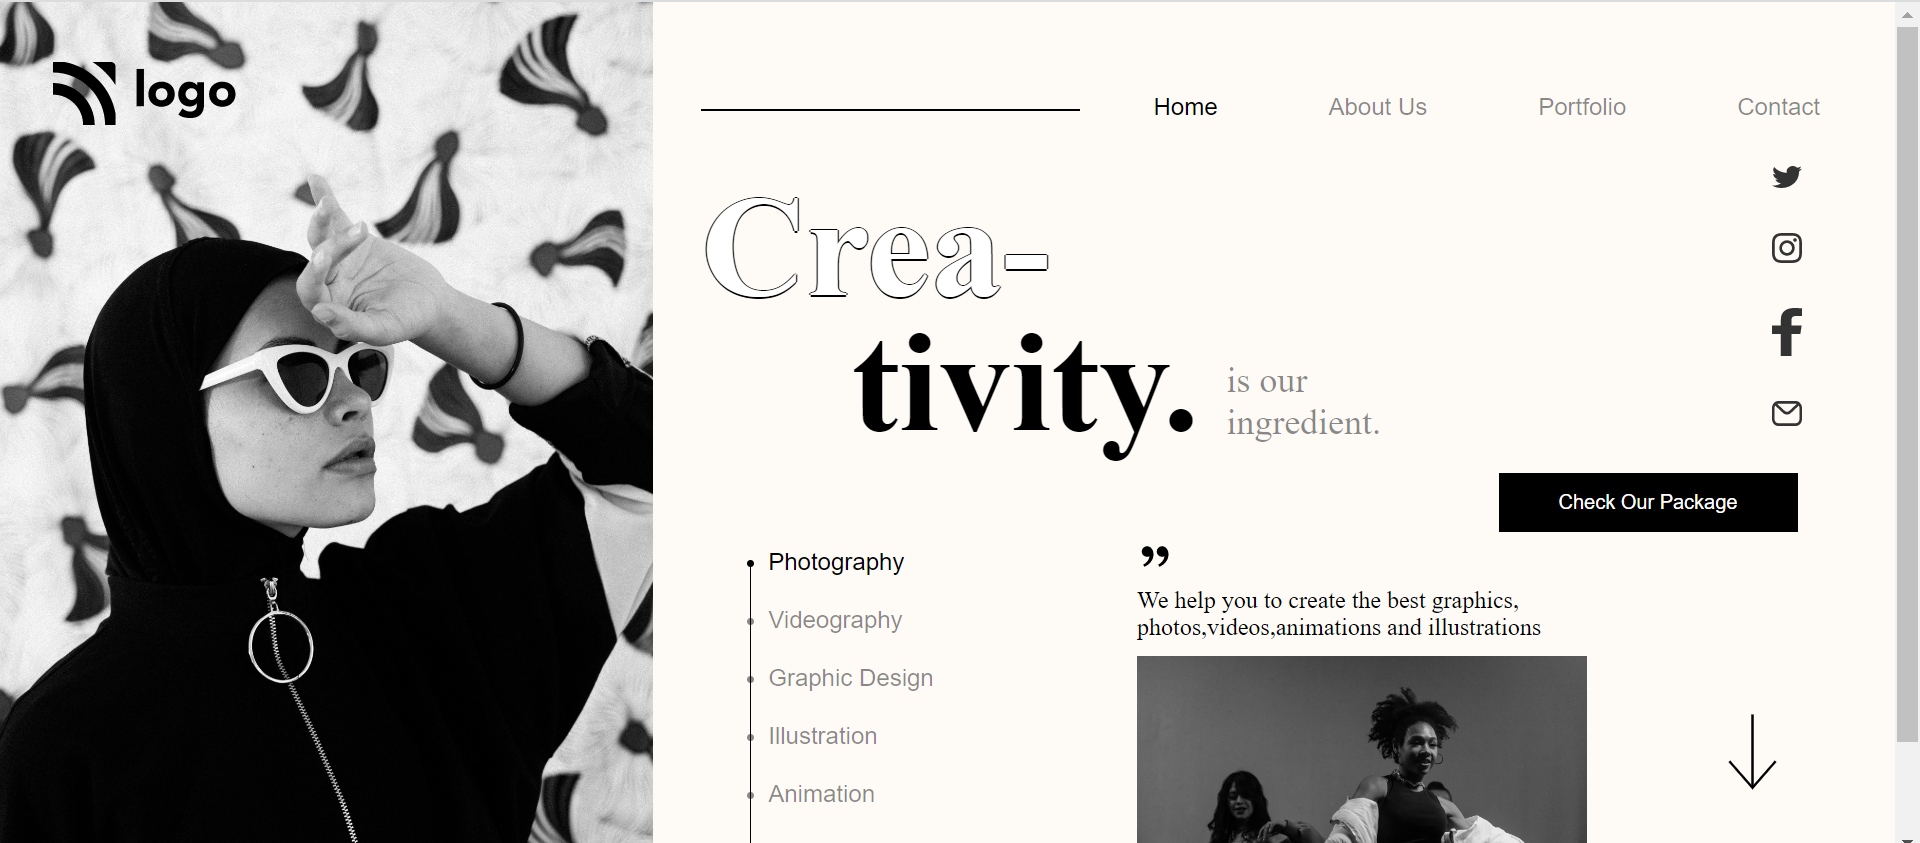 logo
Home About Us Portfolio Contact
Crea-
tivity.
is our
ingredient.
Check Our Package
Photography
Videography
Graphic Design
Illustration
Animation
”
We help you to create the best graphics,
photos,videos,animations and illustrations